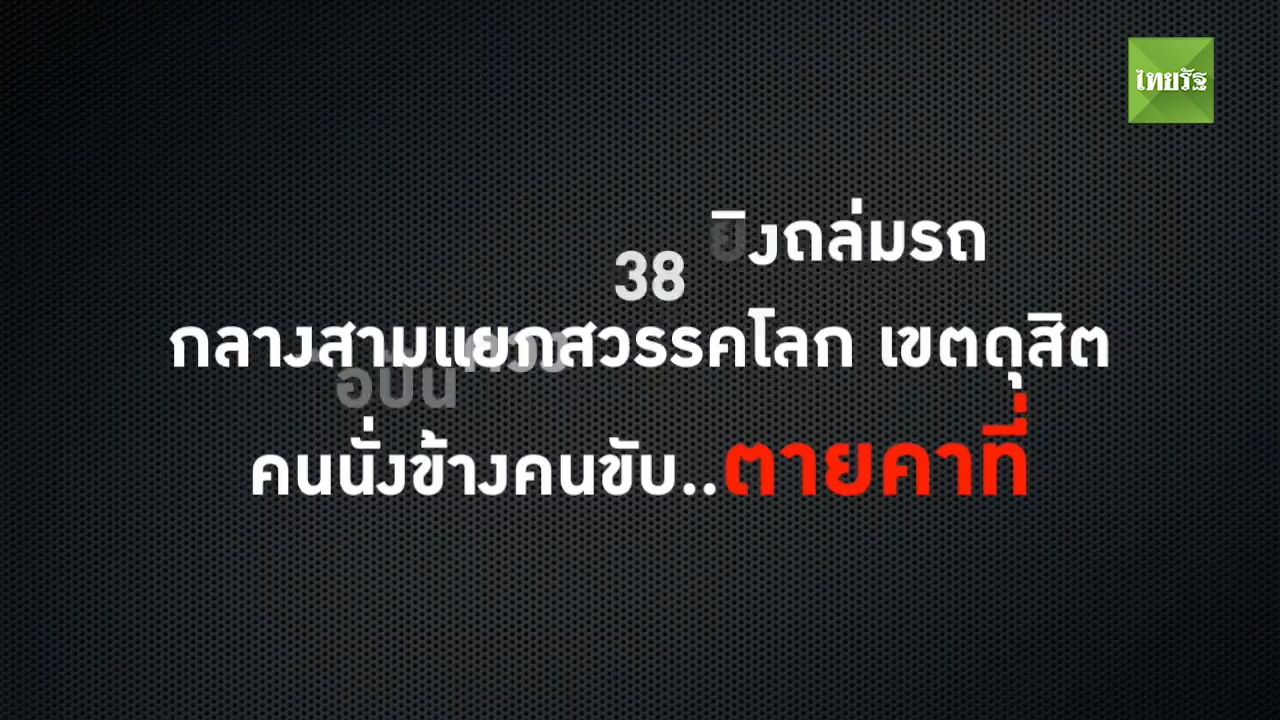 ไทยรัฐ
38 ยิงถล่มรถ
กลางสามแยกสวรรคโลก เขตดุสิต
คนนั่งข้างคนขับ..ตายคาที่